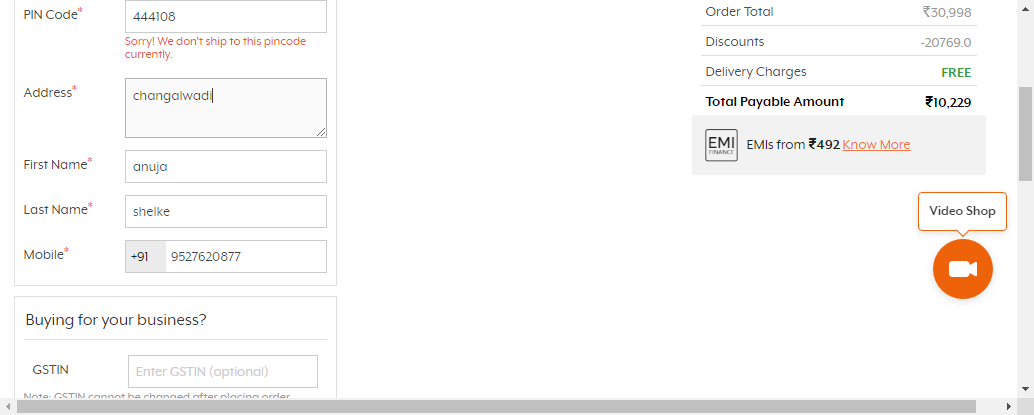 PIN Code*
444108
Sorry! We don't ship to this pincode
currently.
Address*
changalwadi
First Name*
anuja
Last Name*
shelke
Mobile*
+91 9527620877
Buying for your business?
GSTIN
Enter GSTIN (optional)
Note: GSTIN cannot be changed after placing order
Order Total ₹30,998
Discounts -20769.0
Delivery Charges FREE
Total Payable Amount ₹10,229
EMI
FINANCE
EMIs from ₹492 Know More
Video Shop